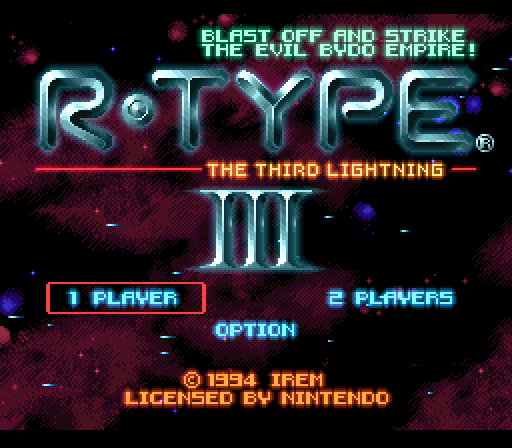 BLAST OFF AND STRIKE
THE EVIL BYDO EMPIRE!
R·TYPE®
THE THIRD LIGHTNING
III
1 PLAYER 2 PLAYERS
OPTION
© 1994 IREM
LICENSED BY NINTENDO